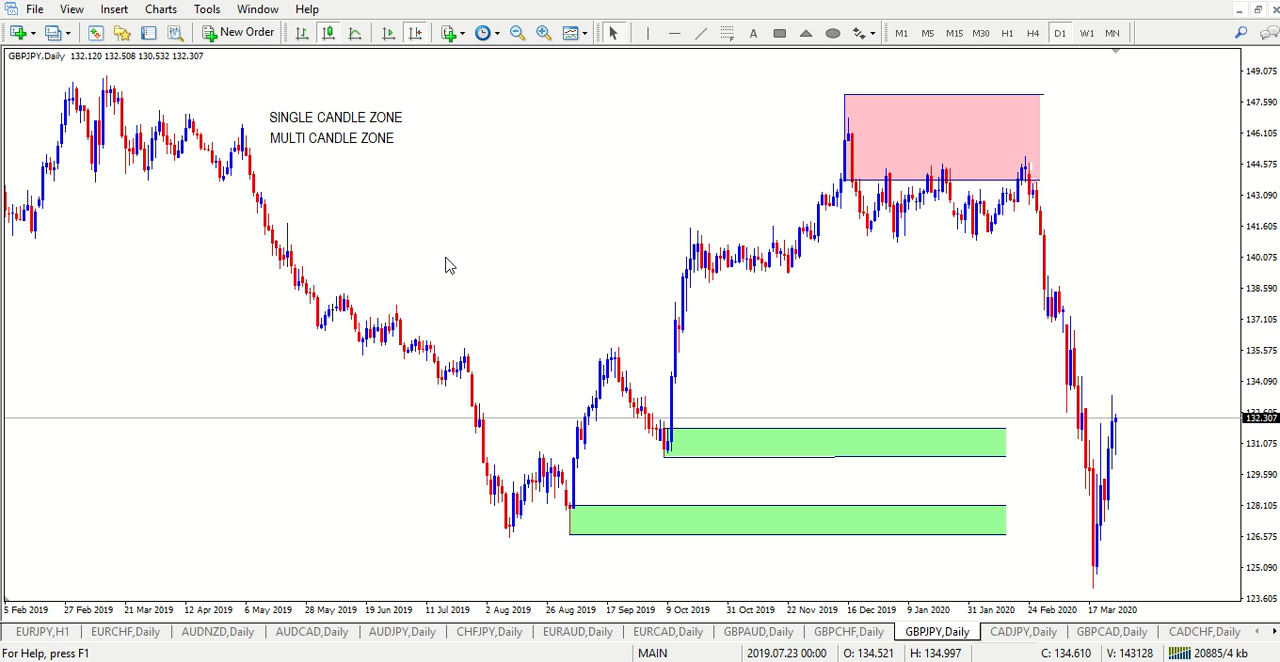 File View Insert Charts Tools Window Help
New Order A M1 M5 M15 M30 H1 H4 D1 W1 MN
GBPJPY,Daily 132.120 132.508 130.532 132.307
SINGLE CANDLE ZONE
MULTI CANDLE ZONE
149.075
147.590
146.105
144.575
143.090
141.605
140.075
138.590
137.105
135.575
134.090
132.307
131.075
129.590
128.105
126.575
125.090
123.605
5 Feb 2019 27 Feb 2019 21 Mar 2019 12 Apr 2019 6 May 2019 28 May 2019 19 Jun 2019 11 Jul 2019 2 Aug 2019 26 Aug 2019 17 Sep 2019 9 Oct 2019 31 Oct 2019 22 Nov 2019 16 Dec 2019 9 Jan 2020 31 Jan 2020 24 Feb 2020 17 Mar 2020
EURJPY,H1 EURCHF,Daily AUDNZD,Daily AUDCAD,Daily AUDJPY,Daily CHFJPY,Daily EURAUD,Daily EURCAD,Daily GBPAUD,Daily GBPCHF,Daily GBPJPY,Daily CADJPY,Daily GBPCAD,Daily CADCHF,Daily
For Help, press F1 MAIN 2019.07.23 00:00 O: 134.521 H: 134.997 C: 134.610 V: 143128 20885/4 kb